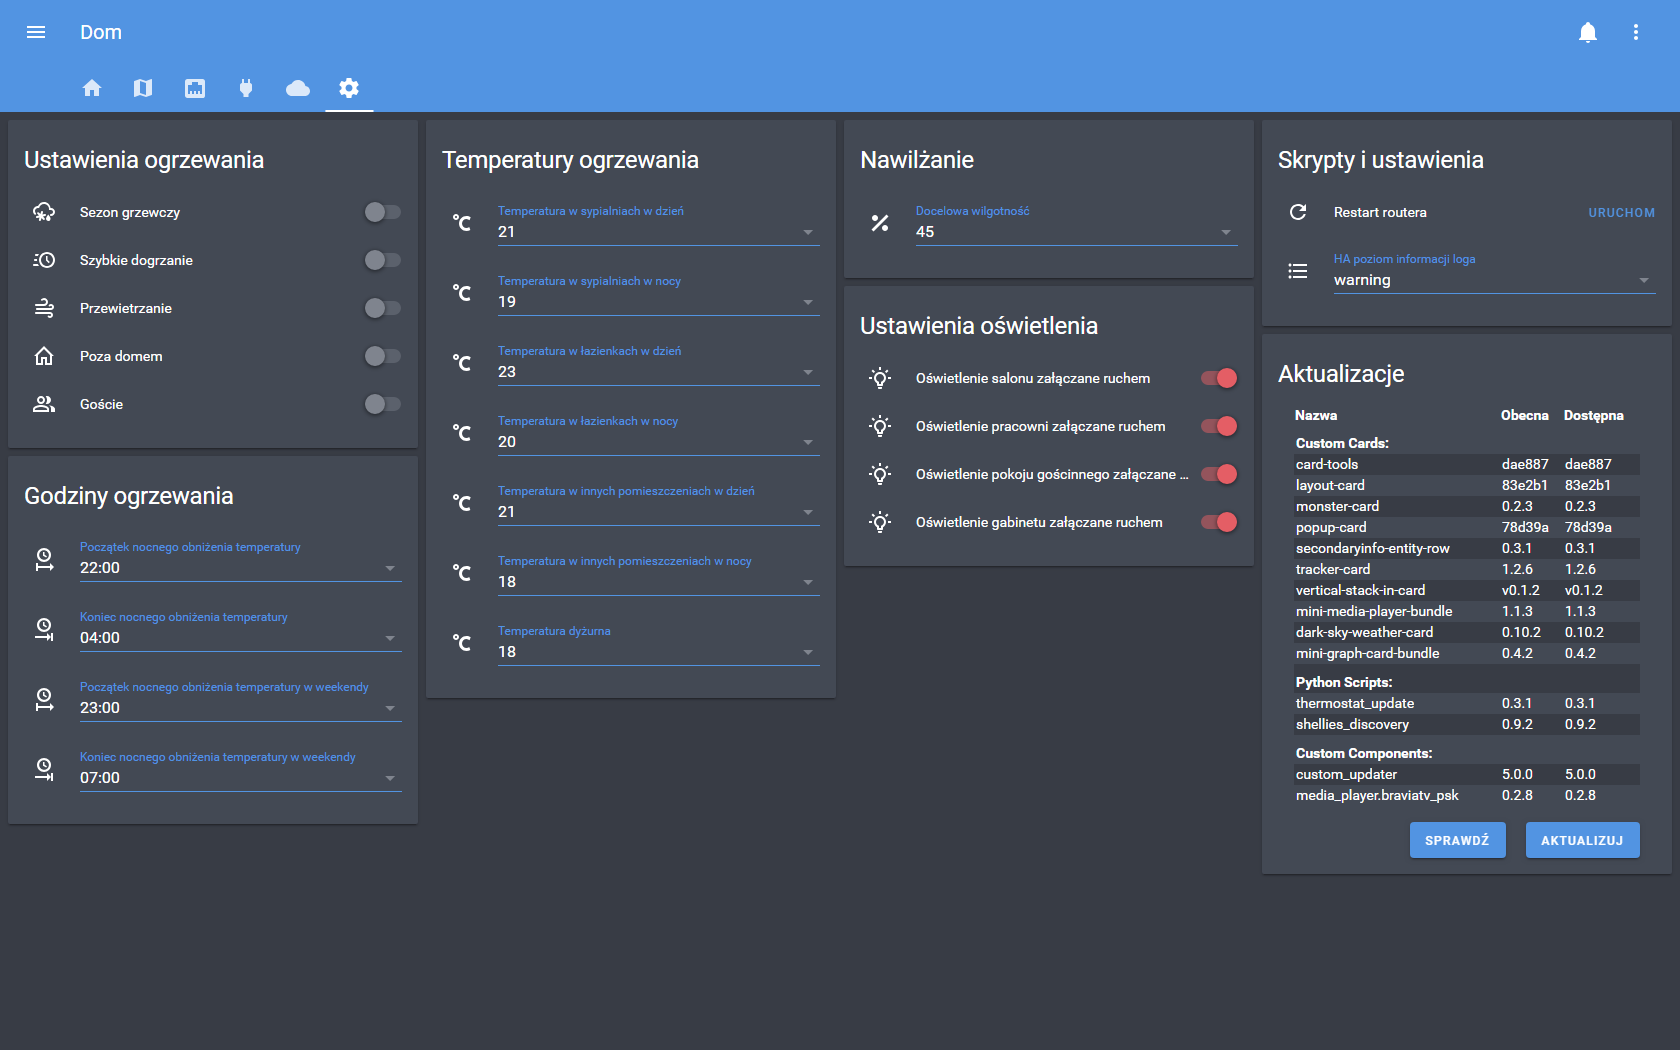 Dom
Ustawienia ogrzewania
Sezon grzewczy
Szybkie dogrzanie
Przewietrzanie
Poza domem
Goście
Godziny ogrzewania
Początek nocnego obniżenia temperatury
22:00
Koniec nocnego obniżenia temperatury
04:00
Początek nocnego obniżenia temperatury w weekendy
23:00
Koniec nocnego obniżenia temperatury w weekendy
07:00
Temperatury ogrzewania
°C Temperatura w sypialniach w dzień
21
°C Temperatura w sypialniach w nocy
19
°C Temperatura w łazienkach w dzień
23
°C Temperatura w łazienkach w nocy
20
°C Temperatura w innych pomieszczeniach w dzień
21
°C Temperatura w innych pomieszczeniach w nocy
18
°C Temperatura dyżurna
18
Nawilżanie
% Docelowa wilgotność
45
Ustawienia oświetlenia
Oświetlenie salonu załączane ruchem
Oświetlenie pracowni załączane ruchem
Oświetlenie pokoju gościnnego załączane ...
Oświetlenie gabinetu załączane ruchem
Skrypty i ustawienia
Restart routera URUCHOM
HA poziom informacji loga
warning
Aktualizacje
Nazwa Obecna Dostępna
Custom Cards:
card-tools dae887 dae887
layout-card 83e2b1 83e2b1
monster-card 0.2.3 0.2.3
popup-card 78d39a 78d39a
secondaryinfo-entity-row 0.3.1 0.3.1
tracker-card 1.2.6 1.2.6
vertical-stack-in-card v0.1.2 v0.1.2
mini-media-player-bundle 1.1.3 1.1.3
dark-sky-weather-card 0.10.2 0.10.2
mini-graph-card-bundle 0.4.2 0.4.2
Python Scripts:
thermostat_update 0.3.1 0.3.1
shellies_discovery 0.9.2 0.9.2
Custom Components:
custom_updater 5.0.0 5.0.0
media_player.braviatv_psk 0.2.8 0.2.8
SPRAWDŹ AKTUALIZUJ